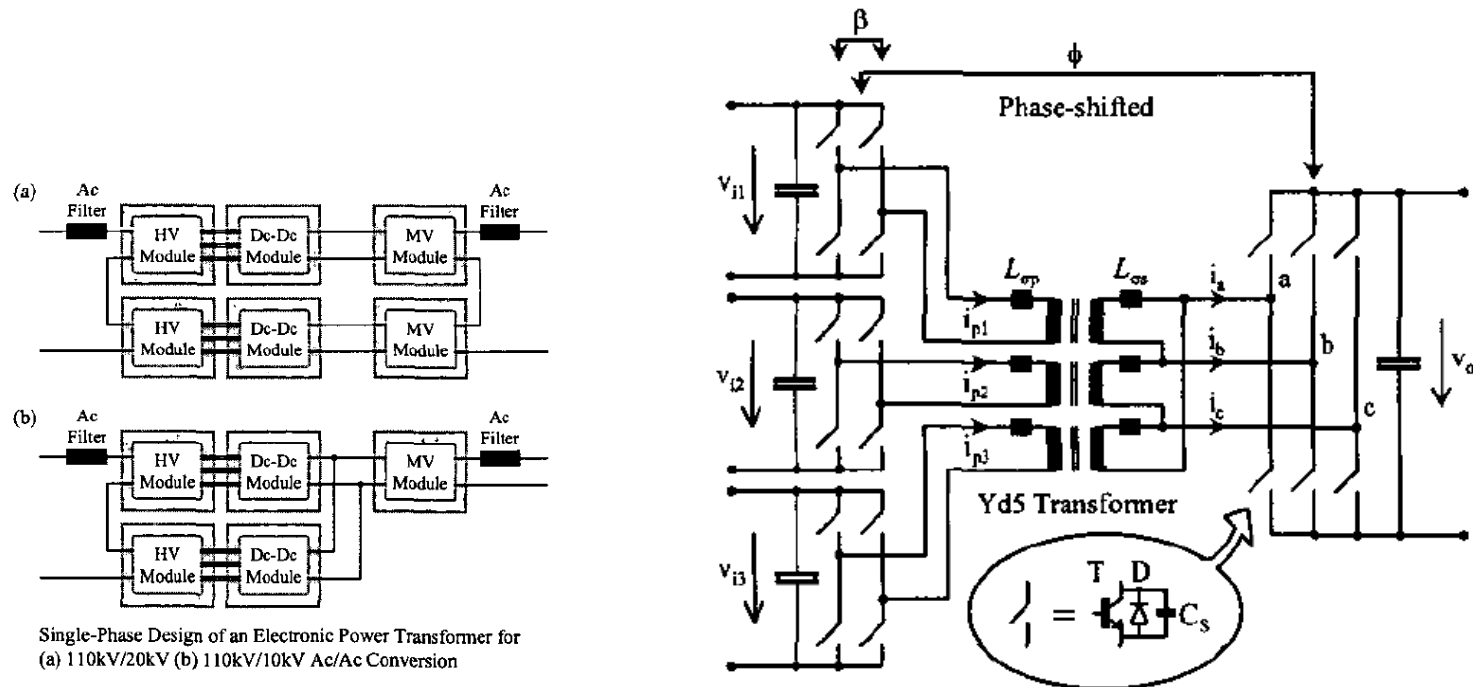 (a)
Ac
Filter
Ac
Filter
HV
Module
Dc-Dc
Module
MV
Module
HV
Module
Dc-Dc
Module
MV
Module
(b)
Ac
Filter
Ac
Filter
HV
Module
Dc-Dc
Module
MV
Module
HV
Module
Dc-Dc
Module
Single-Phase Design of an Electronic Power Transformer for
(a) 110kV/20kV (b) 110kV/10kV Ac/Ac Conversion
β
ϕ
Phase-shifted
v_i1
L_σp
L_σs
i_a
a
i_p1
i_b
b
v_i2
i_p2
v_o
i_c
c
i_p3
Yd5 Transformer
v_i3
T D
= C_s